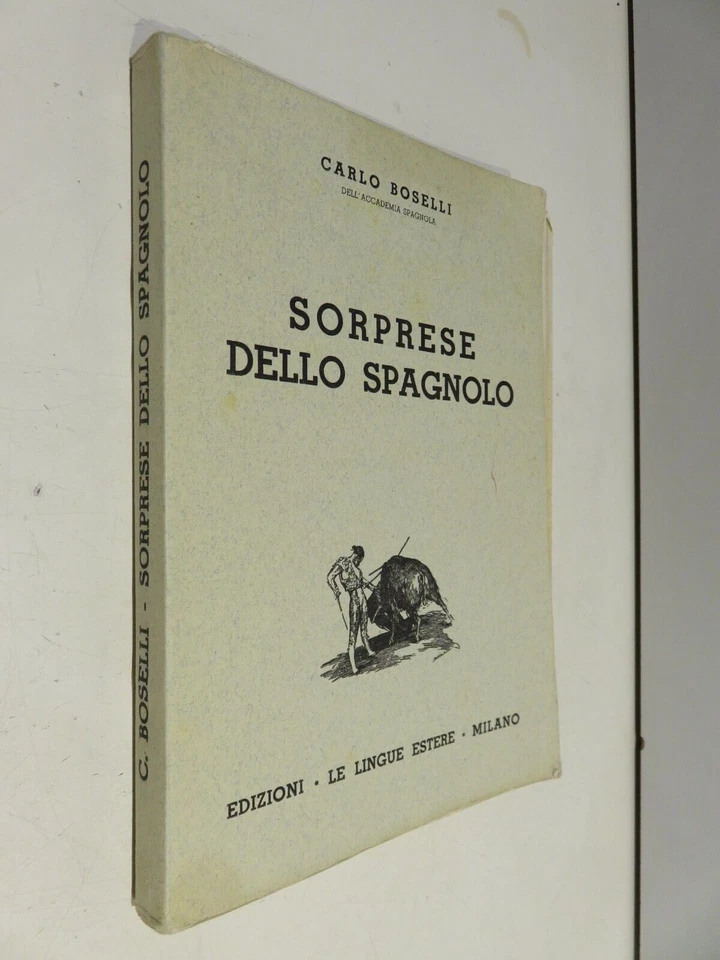 CARLO BOSELLI
DELL'ACCADEMIA SPAGNOLA
SORPRESE
DELLO SPAGNOLO
EDIZIONI • LE LINGUE ESTERE • MILANO
C. BOSELLI - SORPRESE DELLO SPAGNOLO